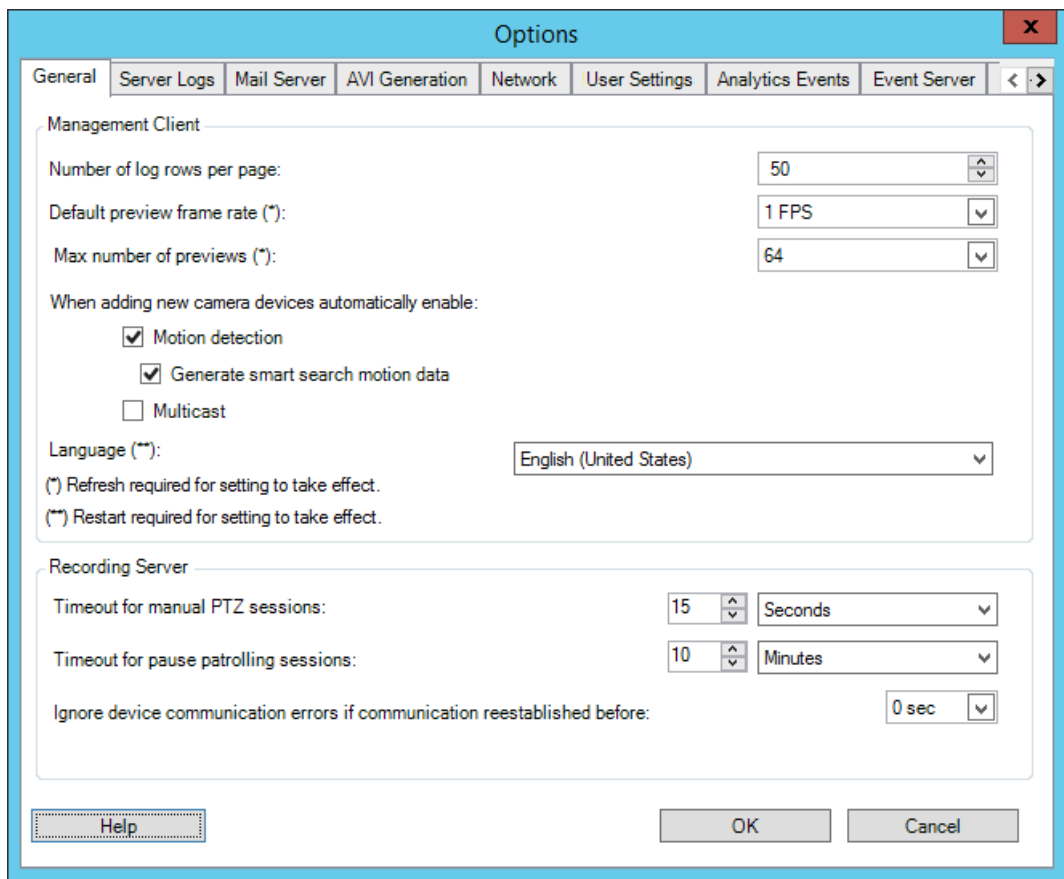 Options
x
General Server Logs Mail Server AVI Generation Network User Settings Analytics Events Event Server
Management Client
Number of log rows per page: 50
Default preview frame rate (*): 1 FPS
Max number of previews (*): 64
When adding new camera devices automatically enable:
Motion detection
Generate smart search motion data
Multicast
Language (**): English (United States)
(*) Refresh required for setting to take effect.
(**) Restart required for setting to take effect.
Recording Server
Timeout for manual PTZ sessions: 15 Seconds
Timeout for pause patrolling sessions: 10 Minutes
Ignore device communication errors if communication reestablished before: 0 sec
Help OK Cancel